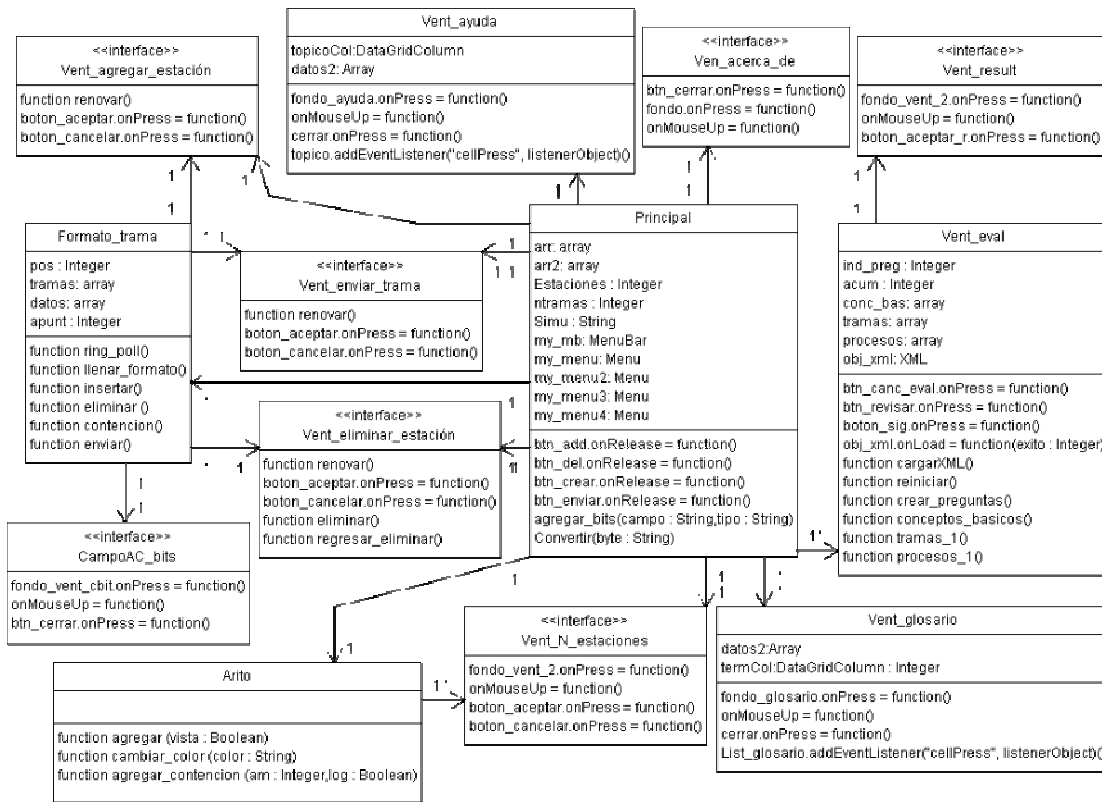 <<interface>>
Vent_agregar_estación
function renovar()
boton_aceptar.onPress = function()
boton_cancelar.onPress = function()
Vent_ayuda
topicoCol:DataGridColumn
datos2: Array
fondo_ayuda.onPress = function()
onMouseUp = function()
cerrar.onPress = function()
topico.addEventListener("cellPress", listenerObject)()
<<interface>>
Ven_acerca_de
btn_cerrar.onPress = function()
fondo.onPress = function()
onMouseUp = function()
<<interface>>
Vent_result
fondo_vent_2.onPress = function()
onMouseUp = function()
boton_aceptar_r.onPress = function()
Formato_trama
pos : Integer
tramas: array
datos: array
apunt : Integer
function ring_poll()
function llenar_formato()
function insertar()
function eliminar ()
function contencion()
function enviar()
<<interface>>
Vent_enviar_trama
function renovar()
boton_aceptar.onPress = function()
boton_cancelar.onPress = function()
Principal
arr: array
arr2: array
Estaciones : Integer
ntramas : Integer
Simu : String
my_mb: MenuBar
my_menu: Menu
my_menu2: Menu
my_menu3: Menu
my_menu4: Menu
btn_add.onRelease = function()
btn_del.onRelease = function()
btn_crear.onRelease = function()
btn_enviar.onRelease = function()
agregar_bits(campo : String,tipo : String)
Convertir(byte : String)
Vent_eval
ind_preg : Integer
acum : Integer
conc_bas: array
tramas: array
procesos: array
obj_xml: XML
btn_canc_eval.onPress = function()
btn_revisar.onPress = function()
boton_sig.onPress = function()
obj_xml.onLoad = function(exito : Integer)
function cargarXML()
function reiniciar()
function crear_preguntas()
function conceptos_basicos()
function tramas_1()
function procesos_1()
<<interface>>
Vent_eliminar_estación
function renovar()
boton_aceptar.onPress = function()
boton_cancelar.onPress = function()
function eliminar()
function regresar_eliminar()
<<interface>>
CampoAC_bits
fondo_vent_cbit.onPress = function()
onMouseUp = function()
btn_cerrar.onPress = function()
Arito
function agregar (vista : Boolean)
function cambiar_color (color : String)
function agregar_contencion (am : Integer,log : Boolean)
<<interface>>
Vent_N_estaciones
fondo_vent_2.onPress = function()
onMouseUp = function()
boton_aceptar.onPress = function()
boton_cancelar.onPress = function()
Vent_glosario
datos2:Array
termCol:DataGridColumn : Integer
fondo_glosario.onPress = function()
onMouseUp = function()
cerrar.onPress = function()
List_glosario.addEventListener("cellPress", listenerObject)()